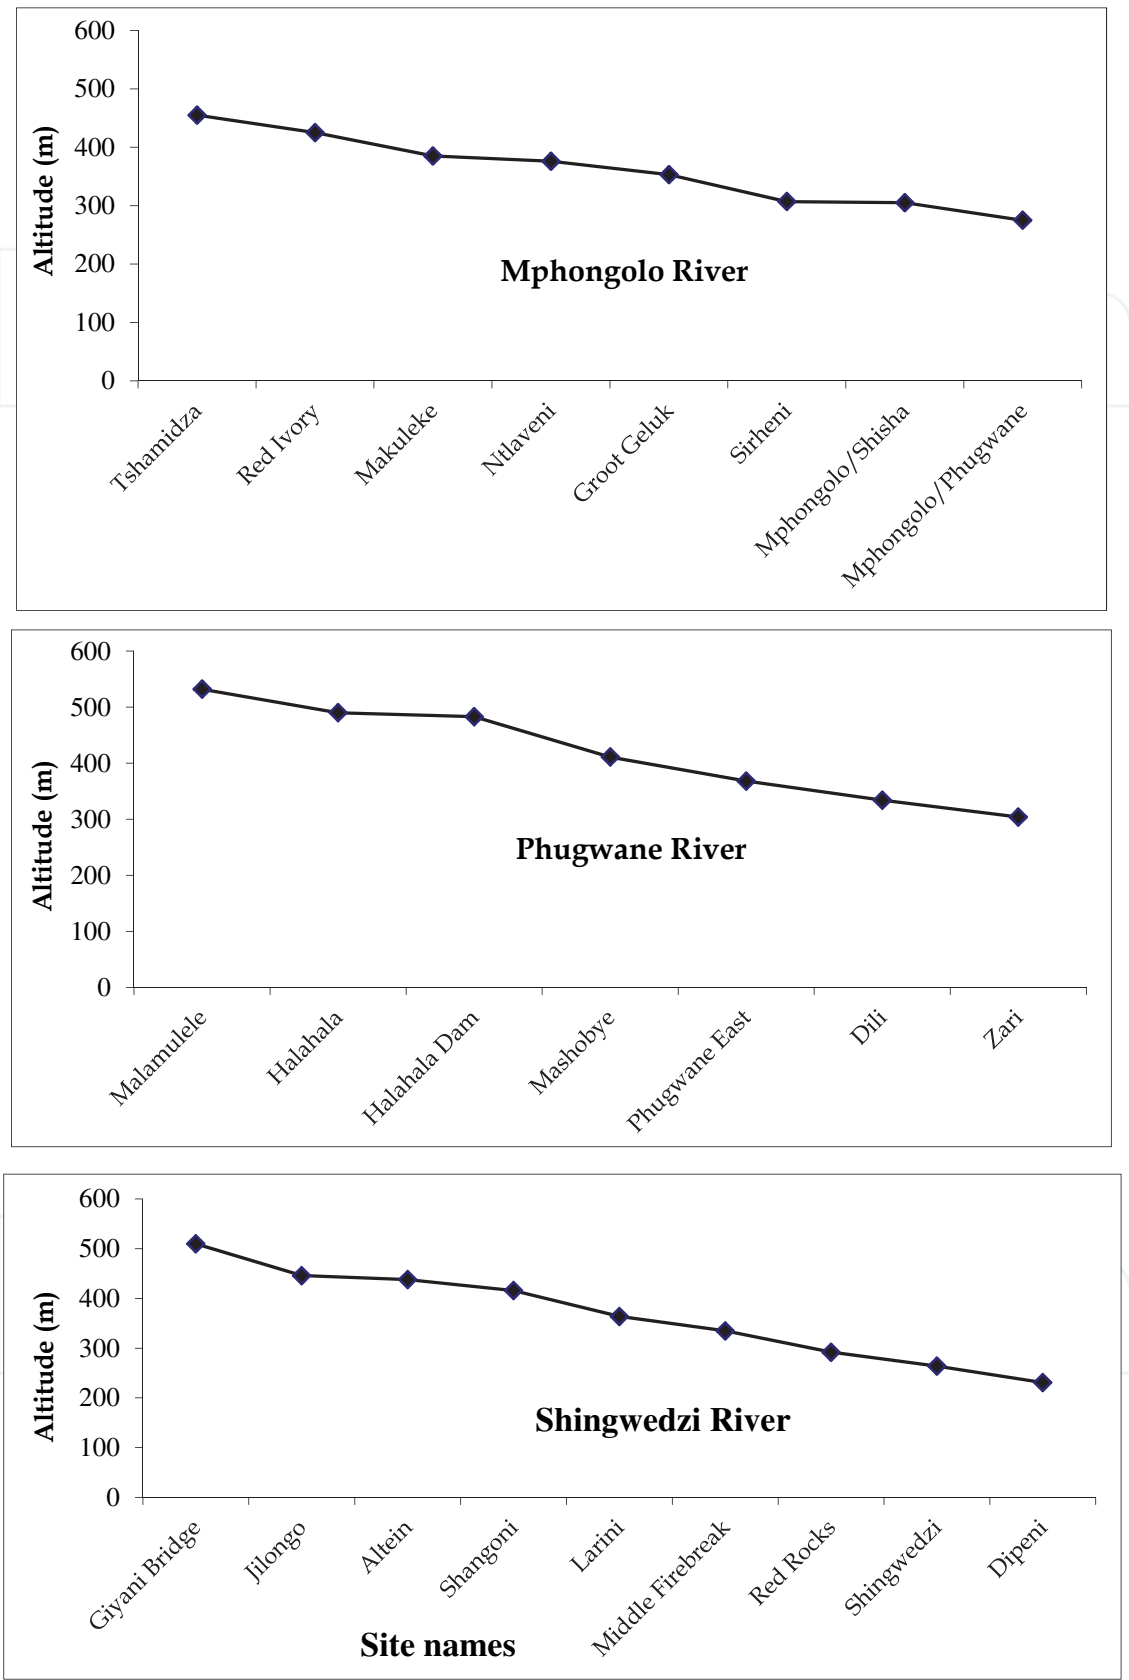 600
500
400
300
200
100
0
Altitude (m)
Mphongolo River
Tshamidza
Red Ivory
Makuleke
Ntlaveni
Groot Geluk
Sirheni
Mphongolo/Shisha
Mphongolo/Phugwane
600
500
400
300
200
100
0
Altitude (m)
Phugwane River
Malamulele
Halahala
Halahala Dam
Mashobye
Phugwane East
Dili
Zari
600
500
400
300
200
100
0
Altitude (m)
Shingwedzi River
Giyani Bridge
Jilongo
Altein
Shangoni
Larini
Middle Firebreak
Red Rocks
Shingwedzi
Dipeni
Site names